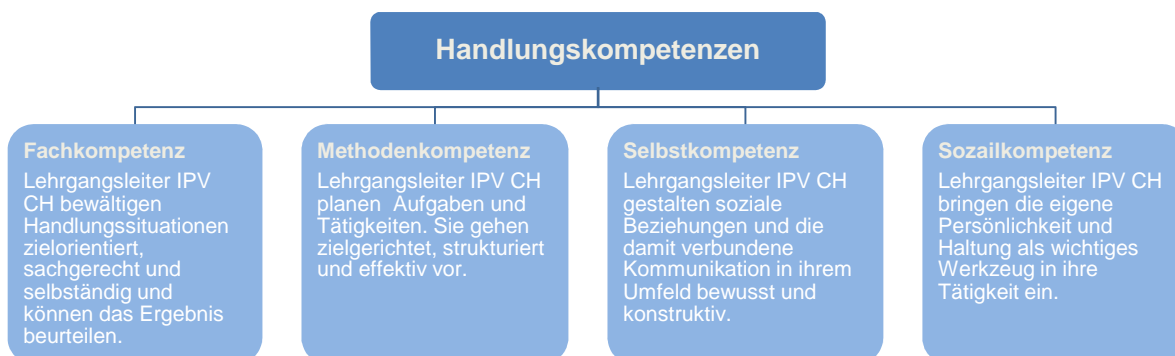 Handlungskompetenzen
Fachkompetenz
Lehrgangsleiter IPV
CH bewältigen
Handlungssituationen
zielorientiert,
sachgerecht und
selbständig und
können das Ergebnis
beurteilen.
Methodenkompetenz
Lehrgangsleiter IPV CH
planen  Aufgaben und
Tätigkeiten. Sie gehen
zielgerichtet, strukturiert
und effektiv vor.
Selbstkompetenz
Lehrgangsleiter IPV CH
gestalten soziale
Beziehungen und die
damit verbundene
Kommunikation in ihrem
Umfeld bewusst und
konstruktiv.
Sozailkompetenz
Lehrgangsleiter IPV CH
bringen die eigene
Persönlichkeit und
Haltung als wichtiges
Werkzeug in ihre
Tätigkeit ein.